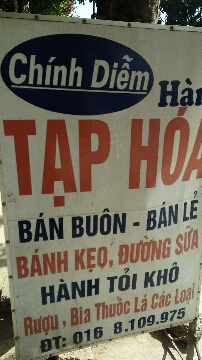 Chính Diễm
TẠP HÓA
BÁN BUÔN - BÁN LẺ
BÁNH KẸO, ĐƯỜNG SỮA
HÀNH TỎI KHÔ
Rượu, Bia Thuốc Lá Các Loại
ĐT: 016 8.109.975